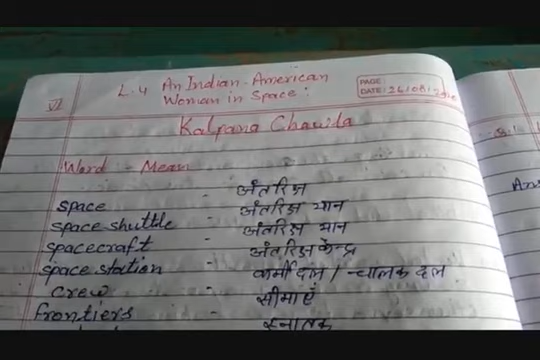 VI
L.4 An Indian-American
Woman in Space:
Kalpana Chawla
PAGE:
DATE: 26/08/
Word - Mean
space - अंतरिक्ष
space shuttle - अंतरिक्ष यान
spacecraft - अंतरिक्ष यान
space station - अंतरिक्ष केन्द्र
crew - कर्मी दल / चालक दल
frontiers - सीमाएँ
स्नातक